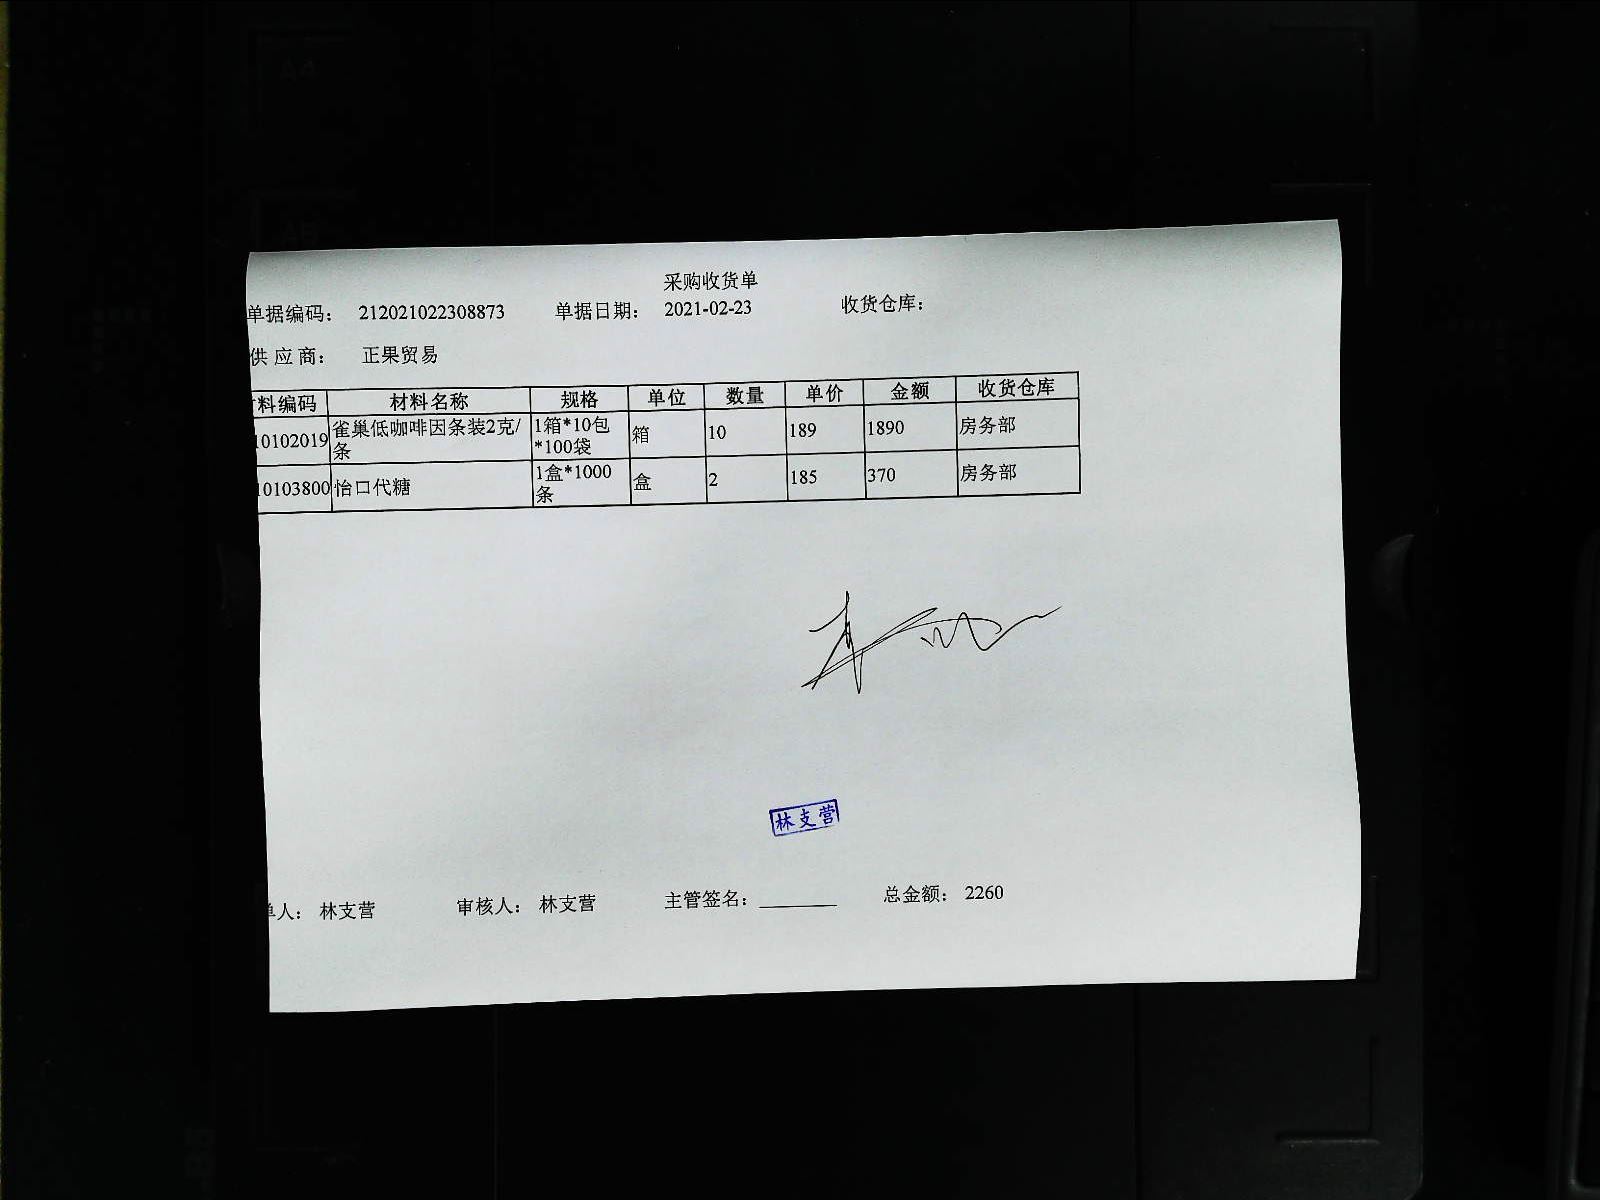 采购收货单
单据编码： 212021022308873 单据日期： 2021-02-23 收货仓库：
供 应 商： 正果贸易
料编码 材料名称 规格 单位 数量 单价 金额 收货仓库
10102019 雀巢低咖啡因条装2克/条 1箱*10包*100袋 箱 10 189 1890 房务部
10103800 怡口代糖 1盒*1000条 盒 2 185 370 房务部
林支营
单人： 林支营 审核人： 林支营 主管签名： 总金额： 2260